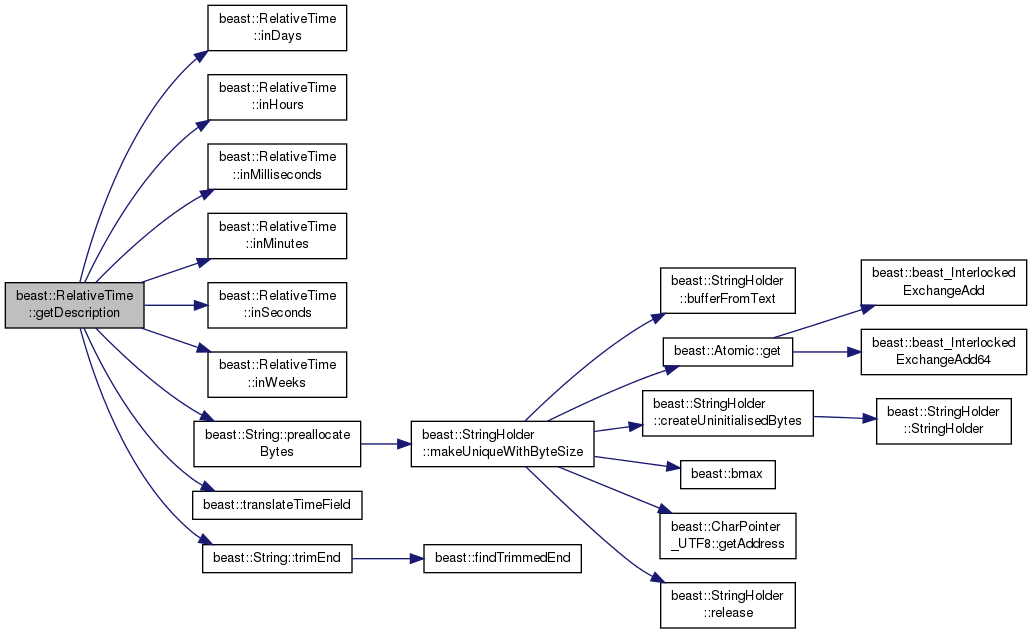 beast::RelativeTime
::getDescription
beast::RelativeTime
::inDays
beast::RelativeTime
::inHours
beast::RelativeTime
::inMilliseconds
beast::RelativeTime
::inMinutes
beast::RelativeTime
::inSeconds
beast::RelativeTime
::inWeeks
beast::String::preallocate
Bytes
beast::translateTimeField
beast::String::trimEnd
beast::StringHolder
::makeUniqueWithByteSize
beast::findTrimmedEnd
beast::StringHolder
::bufferFromText
beast::Atomic::get
beast::StringHolder
::createUninitialisedBytes
beast::bmax
beast::CharPointer
_UTF8::getAddress
beast::StringHolder
::release
beast::beast_Interlocked
ExchangeAdd
beast::beast_Interlocked
ExchangeAdd64
beast::StringHolder
::StringHolder